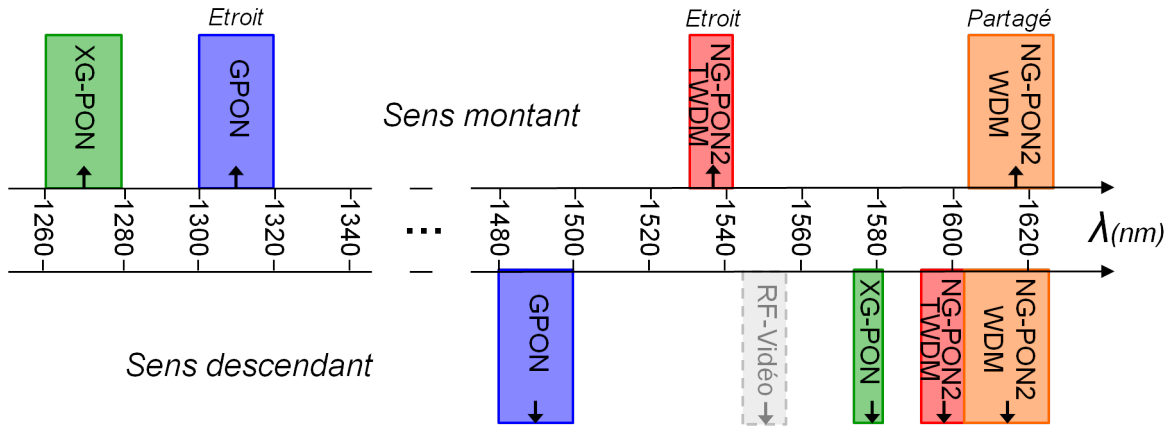 Etroit
Etroit
Partagé
XG-PON
GPON
NG-PON2
TWDM
NG-PON2
WDM
Sens montant
1260
1280
1300
1320
1340
...
1480
1500
1520
1540
1560
1580
1600
1620
λ(nm)
GPON
RF-Vidéo
XG-PON
NG-PON2
TWDM
NG-PON2
WDM
Sens descendant